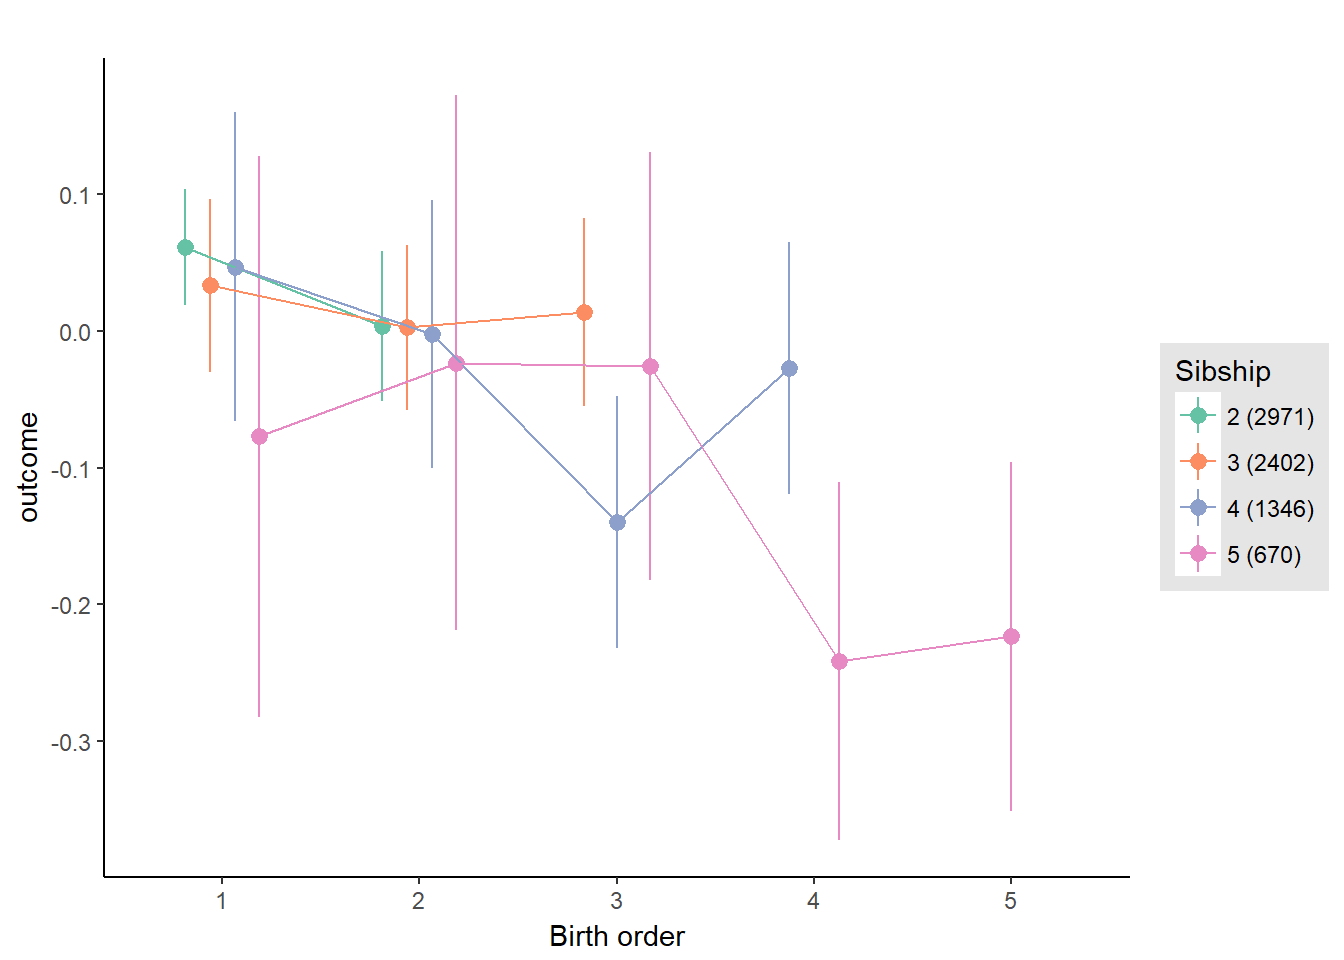 0.1
0.0
-0.1
-0.2
-0.3
outcome
1 2 3 4 5
Birth order
Sibship
2 (2971)
3 (2402)
4 (1346)
5 (670)